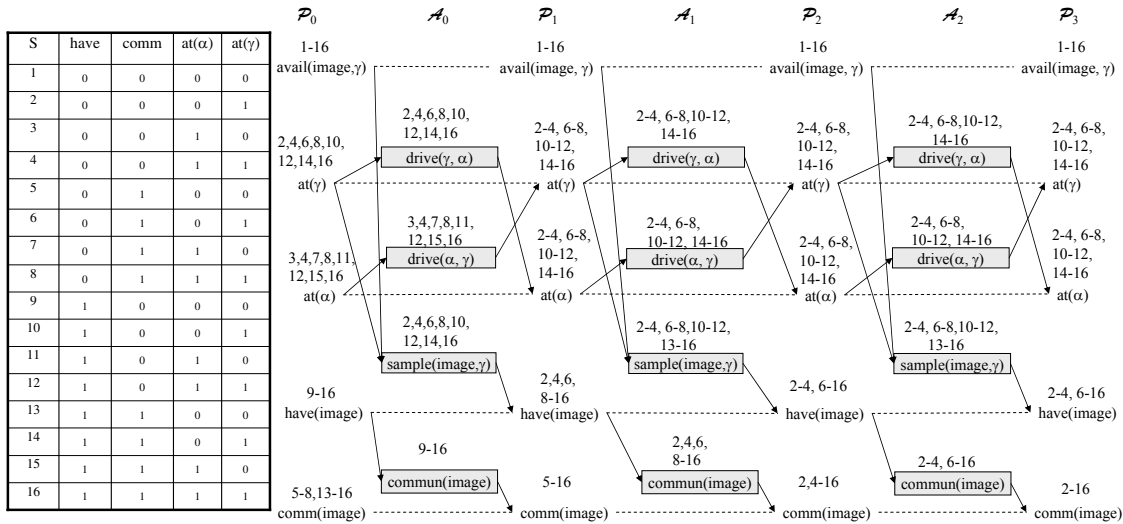 𝒫0 𝒜0 𝒫1 𝒜1 𝒫2 𝒜2 𝒫3
S have comm at(α) at(γ)
1 0 0 0 0
2 0 0 0 1
3 0 0 1 0
4 0 0 1 1
5 0 1 0 0
6 0 1 0 1
7 0 1 1 0
8 0 1 1 1
9 1 0 0 0
10 1 0 0 1
11 1 0 1 0
12 1 0 1 1
13 1 1 0 0
14 1 1 0 1
15 1 1 1 0
16 1 1 1 1
1-16
avail(image,γ)
2,4,6,8,10,
12,14,16
at(γ)
3,4,7,8,11,
12,15,16
at(α)
9-16
have(image)
5-8,13-16
comm(image)
2,4,6,8,10,
12,14,16
drive(γ, α)
3,4,7,8,11,
12,15,16
drive(α, γ)
2,4,6,8,10,
12,14,16
sample(image,γ)
9-16
commun(image)
1-16
avail(image, γ)
2-4, 6-8,
10-12,
14-16
at(γ)
2-4, 6-8,
10-12,
14-16
at(α)
2,4,6,
8-16
have(image)
5-16
comm(image)
2-4, 6-8,10-12,
14-16
drive(γ, α)
2-4, 6-8,
10-12, 14-16
drive(α, γ)
2-4, 6-8,10-12,
13-16
sample(image,γ)
2,4,6,
8-16
commun(image)
1-16
avail(image, γ)
2-4, 6-8,
10-12,
14-16
at(γ)
2-4, 6-8,
10-12,
14-16
at(α)
2-4, 6-16
have(image)
2,4-16
comm(image)
2-4, 6-8,10-12,
14-16
drive(γ, α)
2-4, 6-8,
10-12, 14-16
drive(α, γ)
2-4, 6-8,10-12,
13-16
sample(image,γ)
2-4, 6-16
commun(image)
1-16
avail(image, γ)
2-4, 6-8,
10-12,
14-16
at(γ)
2-4, 6-8,
10-12,
14-16
at(α)
2-4, 6-16
have(image)
2-16
comm(image)